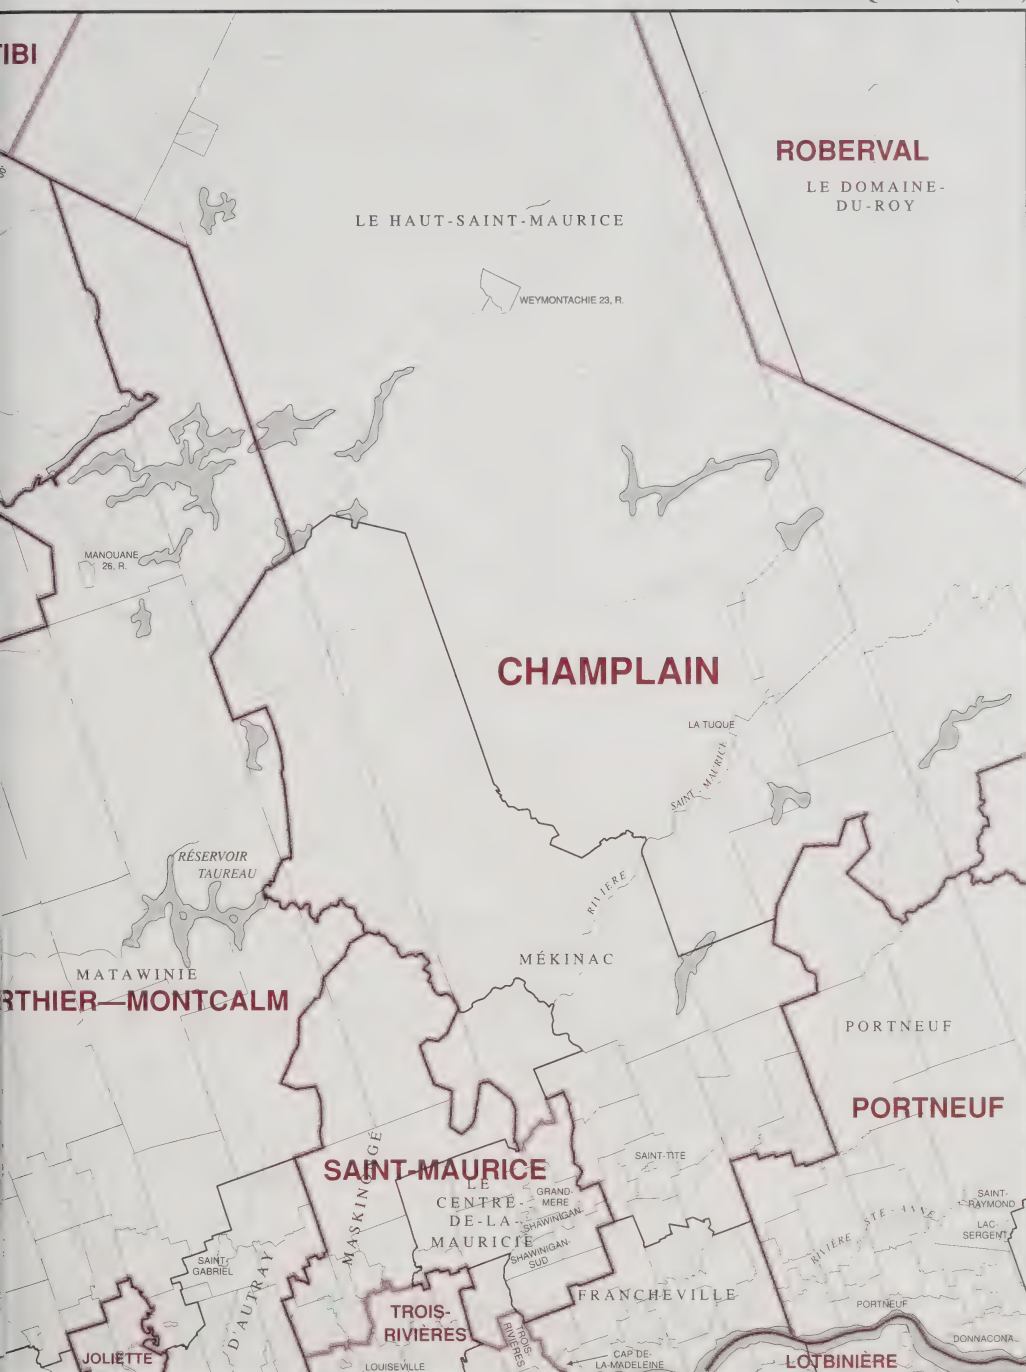 TIBI
ROBERVAL
LE DOMAINE-
DU-ROY
LE HAUT-SAINT-MAURICE
WEYMONTACHIE 23, R.
MANOUANE
26, R.
CHAMPLAIN
LA TUQUE
SAINT-MAURICE
RÉSERVOIR
TAUREAU
RIVIÈRE
MÉKINAC
MATAWINIE
RTHIER—MONTCALM
PORTNEUF
PORTNEUF
SAINT-TITE
SAINT-MAURICE
MASKINONGÉ
LE
CENTRE-
DE-LA-
MAURICIE
GRAND-
MÈRE
SHAWINIGAN
SHAWINIGAN-
SUD
SAINT-
RAYMOND
LAC-
SERGENT
RIVIÈRE STE-ANNE
SAINT-
GABRIEL
D'AUTRAY
FRANCHEVILLE
PORTNEUF
TROIS-
RIVIÈRES
TROIS-
RIVIÈRES
DONNACONA
JOLIETTE
LOUISEVILLE
CAP-DE-
LA-MADELEINE
LOTBINIÈRE